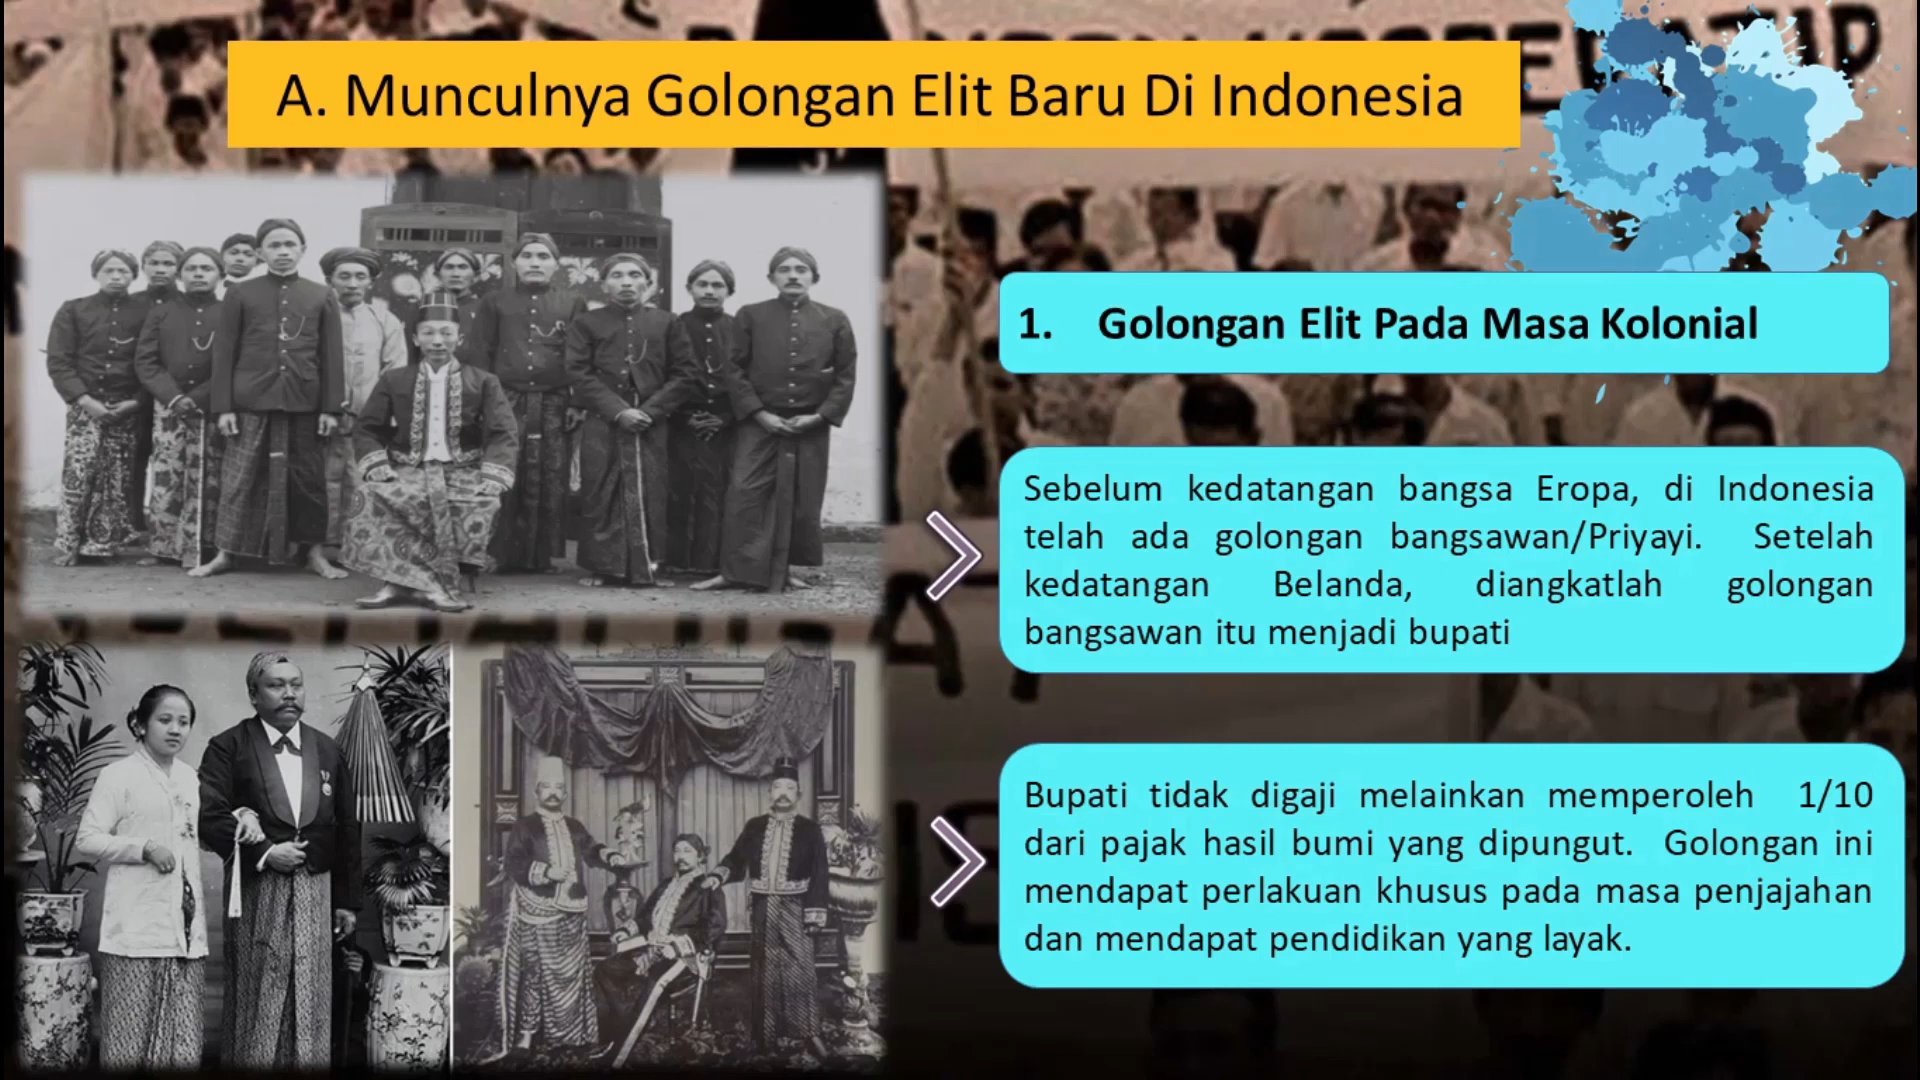 A. Munculnya Golongan Elit Baru Di Indonesia
1. Golongan Elit Pada Masa Kolonial
Sebelum kedatangan bangsa Eropa, di Indonesia
telah ada golongan bangsawan/Priyayi. Setelah
kedatangan Belanda, diangkatlah golongan
bangsawan itu menjadi bupati
Bupati tidak digaji melainkan memperoleh 1/10
dari pajak hasil bumi yang dipungut. Golongan ini
mendapat perlakuan khusus pada masa penjajahan
dan mendapat pendidikan yang layak.